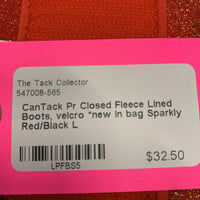 The Tack Collector
547008-565
CanTack Pr Closed Fleece Lined
Boots, velcro *new in bag Sparkly
Red/Black L
LPFBS5
$32.50